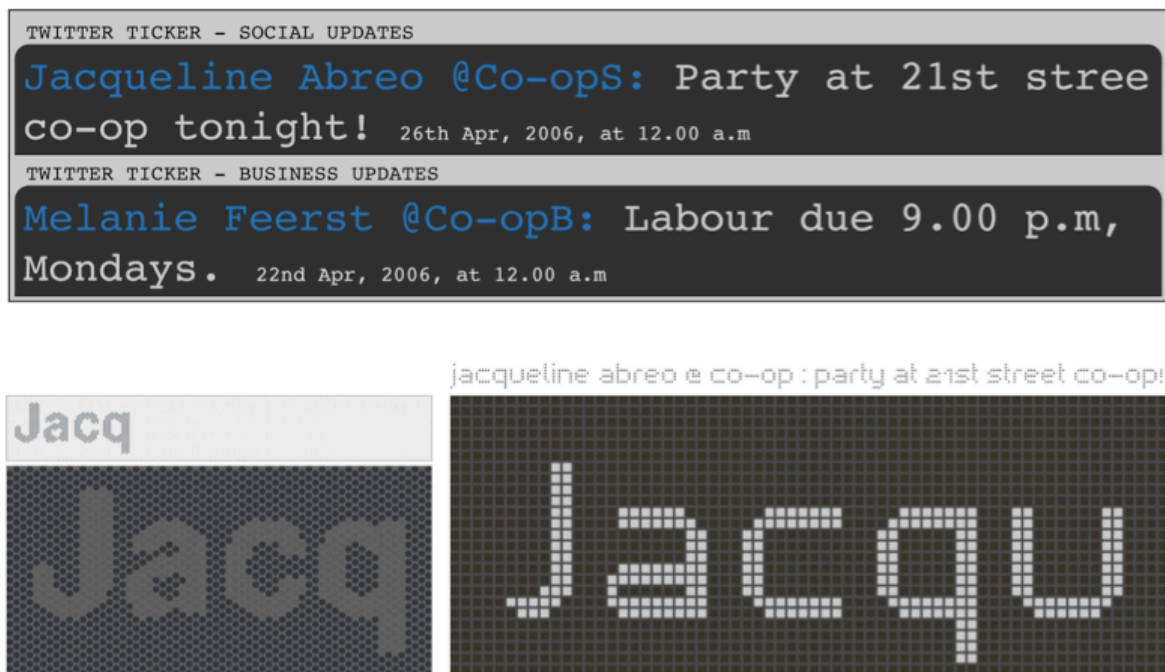 TWITTER TICKER – SOCIAL UPDATES
Jacqueline Abreo @Co-opS: Party at 21st stree
co-op tonight! 26th Apr, 2006, at 12.00 a.m
TWITTER TICKER – BUSINESS UPDATES
Melanie Feerst @Co-opB: Labour due 9.00 p.m,
Mondays. 22nd Apr, 2006, at 12.00 a.m
jacqueline abreo @ co-op : party at 21st street co-op!
Jacq
Jacq
Jacqu